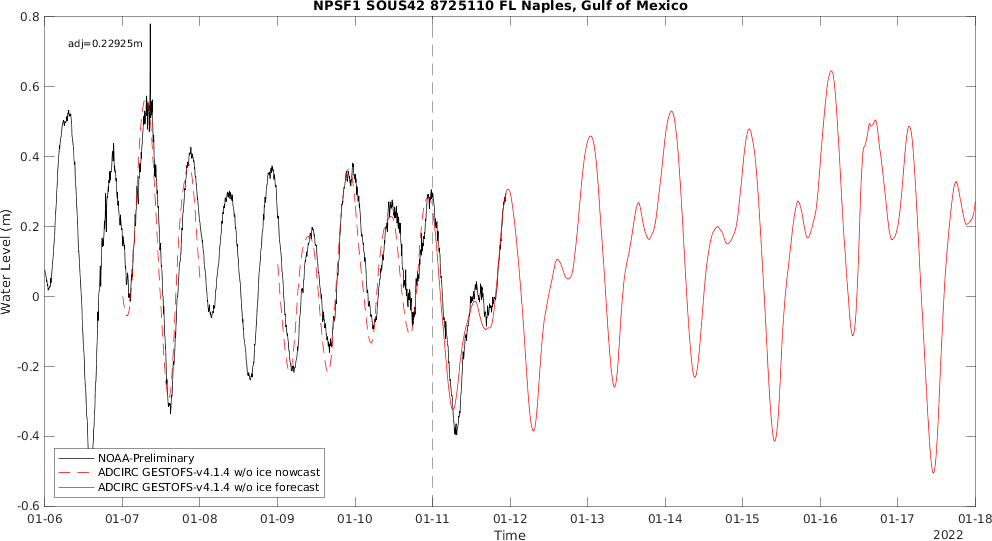 NPSF1 SOUS42 8725110 FL Naples, Gulf of Mexico
adj=0.22925m
Water Level (m)
0.8
0.6
0.4
0.2
0
-0.2
-0.4
-0.6
NOAA-Preliminary
ADCIRC GESTOFS-v4.1.4 w/o ice nowcast
ADCIRC GESTOFS-v4.1.4 w/o ice forecast
01-06 01-07 01-08 01-09 01-10 01-11 01-12 01-13 01-14 01-15 01-16 01-17 01-18
Time
2022